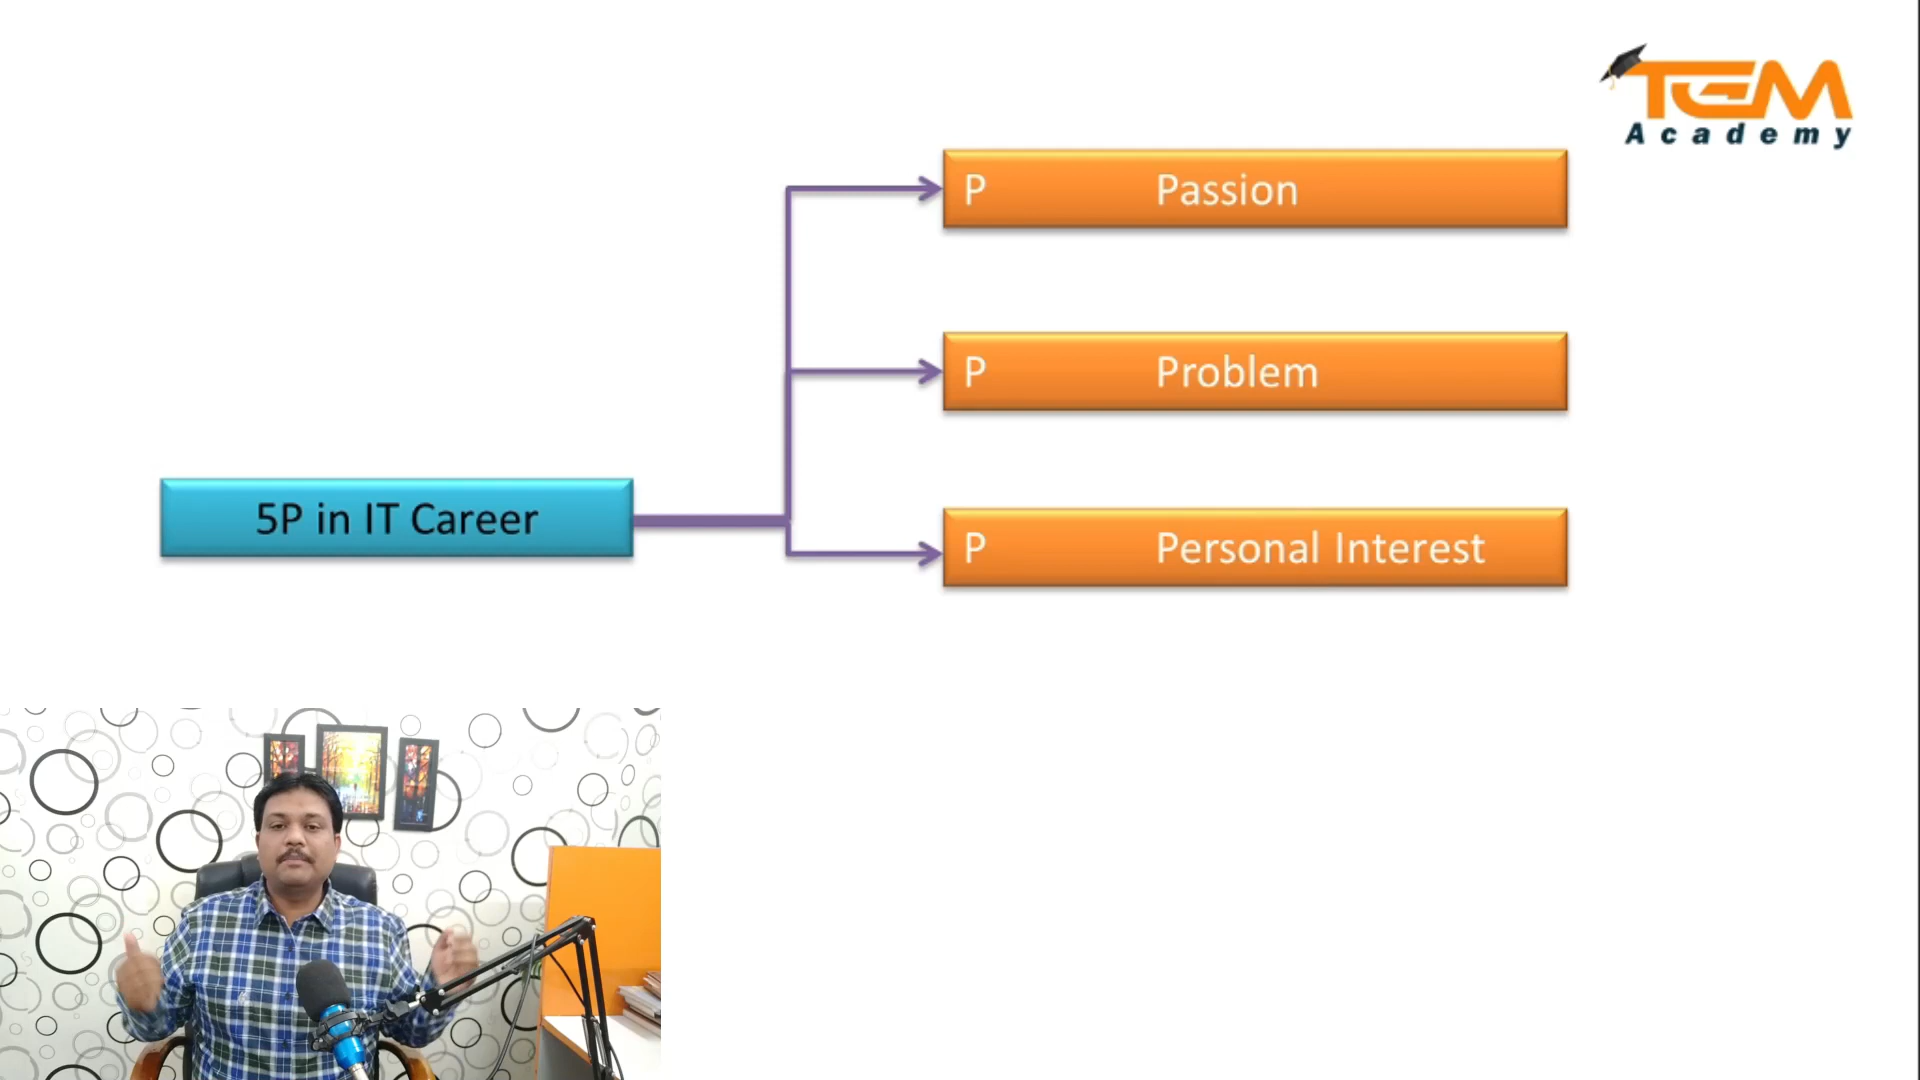 TGM
Academy
P Passion
P Problem
5P in IT Career
P Personal Interest